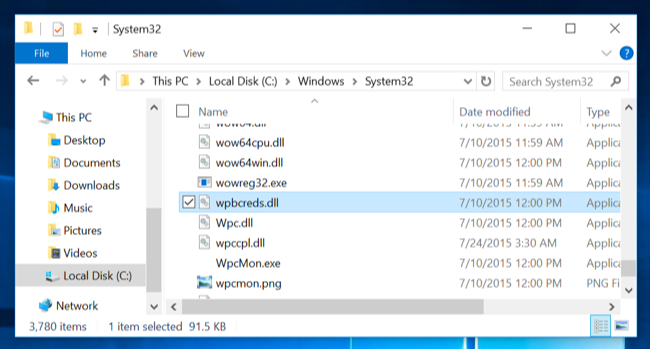 System32
File Home Share View
This PC Local Disk (C:) Windows System32 Search System32
This PC
Desktop
Documents
Downloads
Music
Pictures
Videos
Local Disk (C:)
Network
Name Date modified Type
wow64cpu.dll 7/10/2015 11:59 AM Applica
wow64win.dll 7/10/2015 12:00 PM Applica
wowreg32.exe 7/10/2015 11:59 AM Applica
wpbcreds.dll 7/10/2015 12:00 PM Applica
Wpc.dll 7/10/2015 12:00 PM Applica
wpccpl.dll 7/24/2015 3:30 AM Applica
WpcMon.exe 7/10/2015 12:00 PM Applica
wpcmon.png 7/10/2015 12:00 PM PNG Fi
3,780 items 1 item selected 91.5 KB